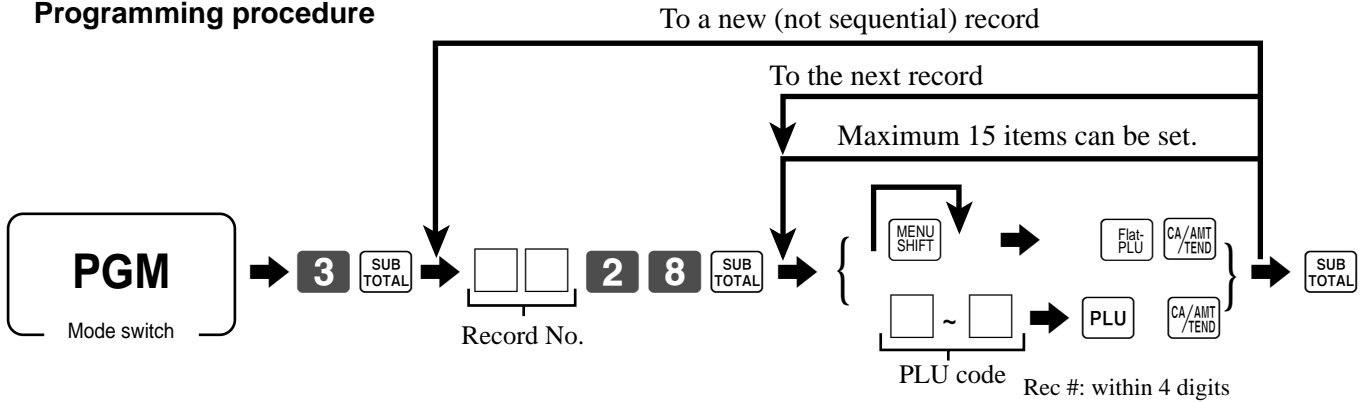 Programming procedure
To a new (not sequential) record
To the next record
Maximum 15 items can be set.
PGM
Mode switch
3
SUB
TOTAL
Record No.
2 8
SUB
TOTAL
MENU
SHIFT
Flat-
PLU
CA/AMT
/TEND
~
PLU
CA/AMT
/TEND
PLU code
Rec #: within 4 digits
SUB
TOTAL